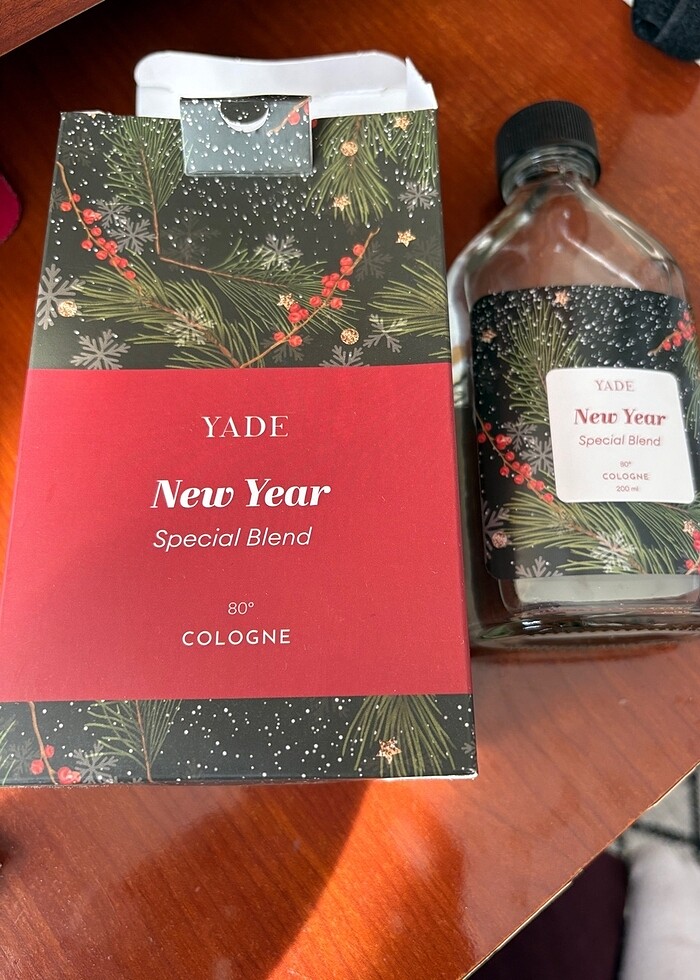 YADE
New Year
Special Blend
80°
COLOGNE
YADE
New Year
Special Blend
80°
COLOGNE
200 ml